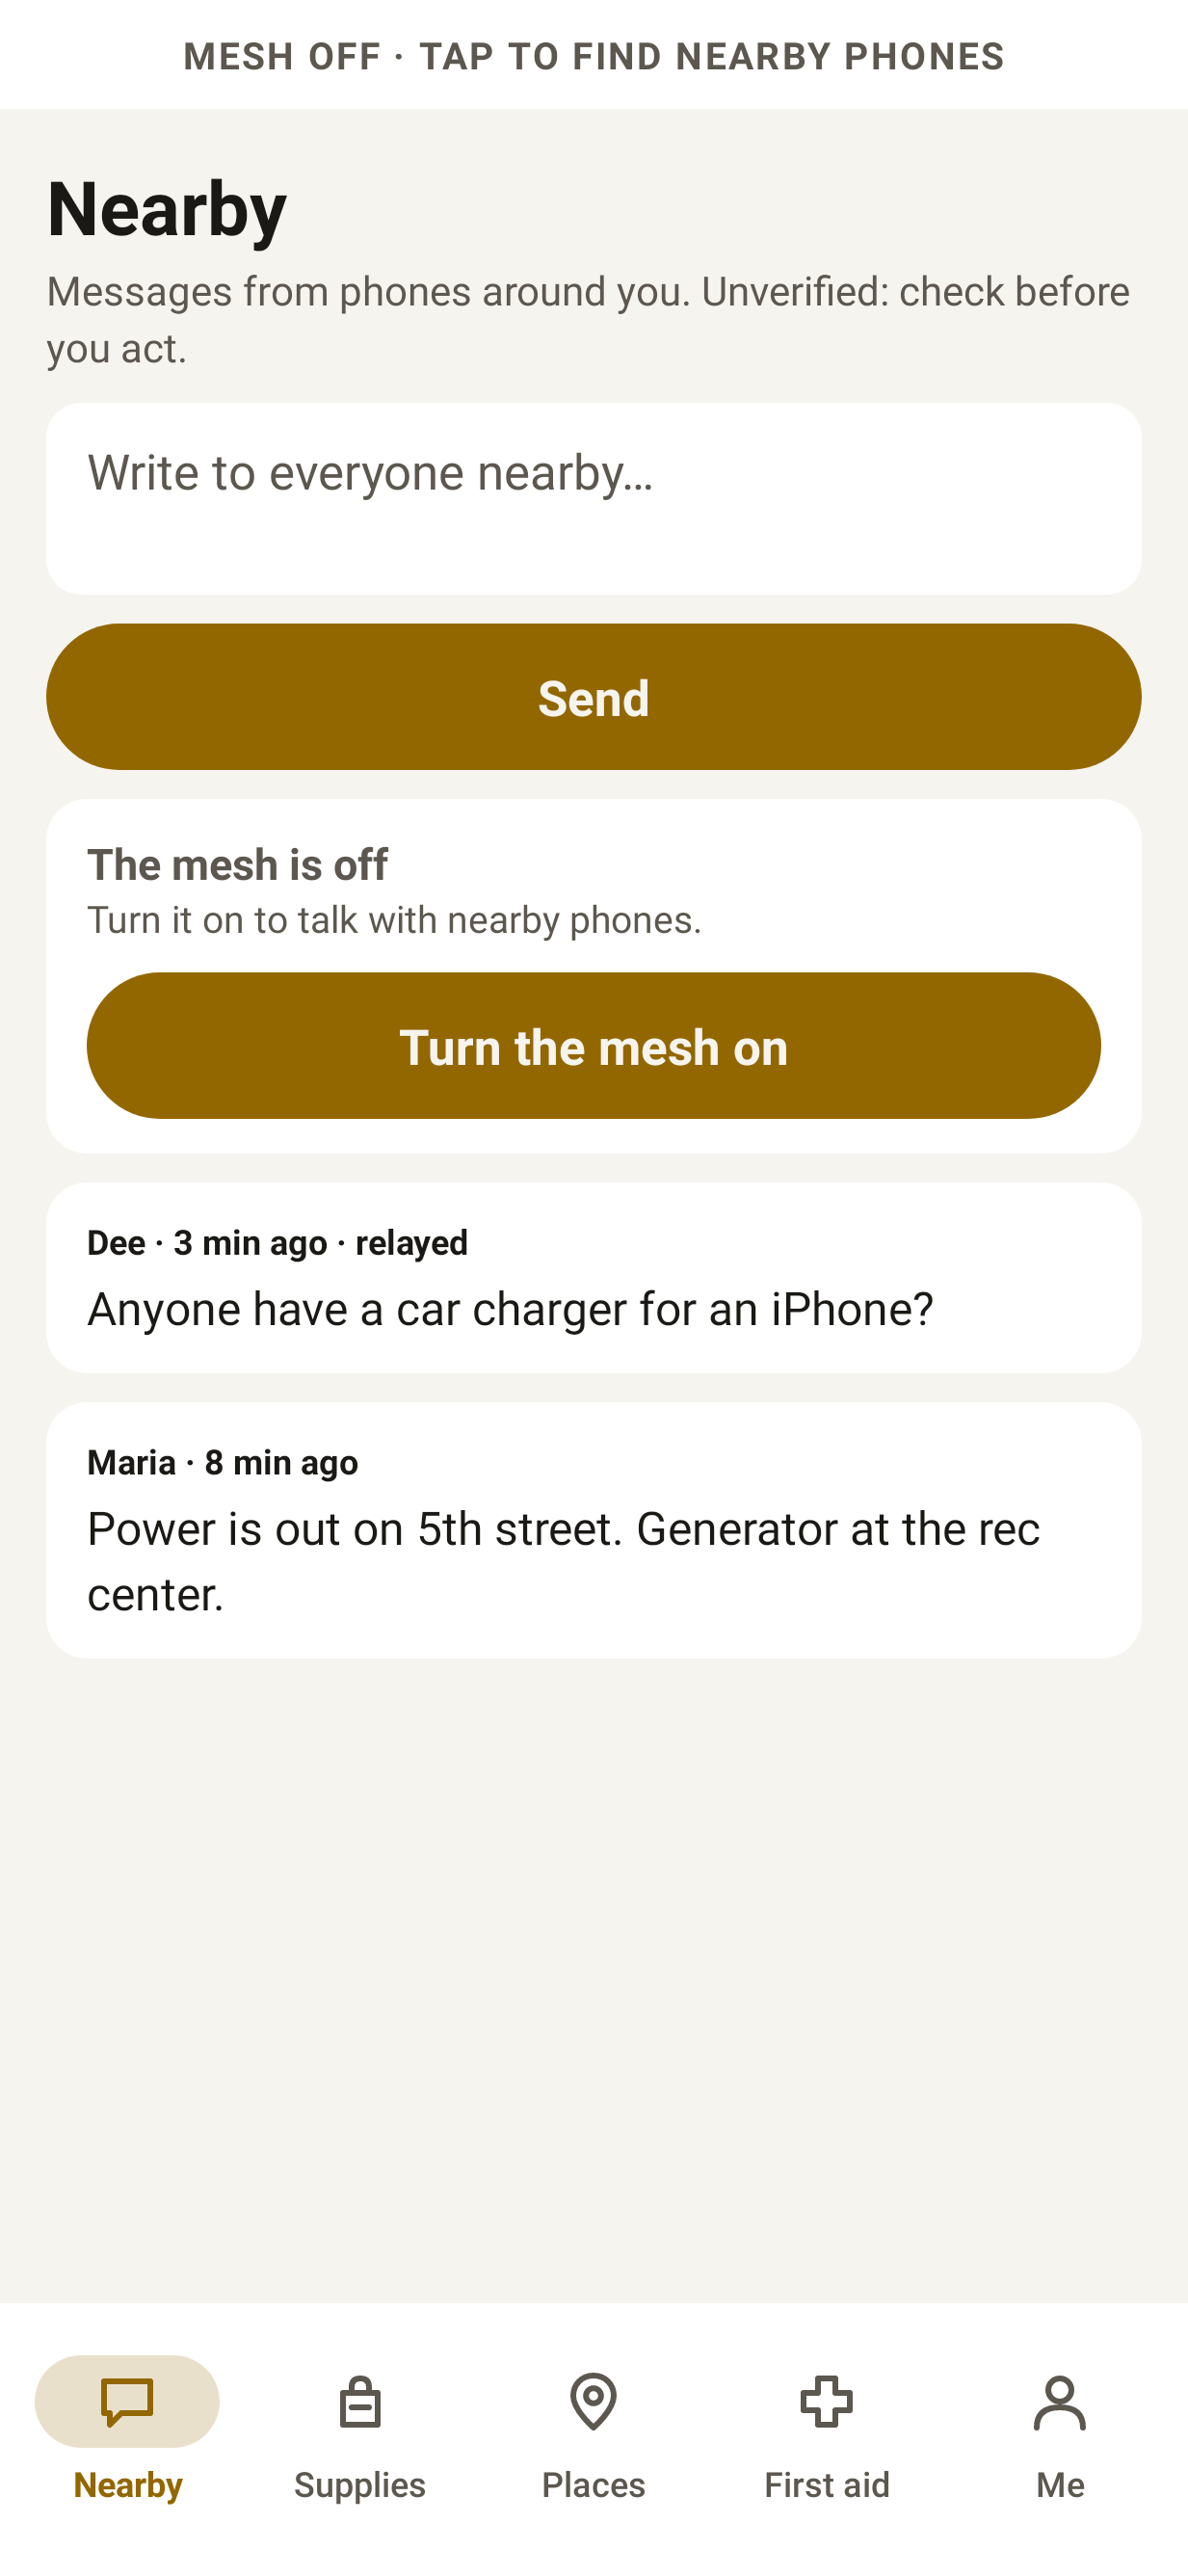 MESH OFF · TAP TO FIND NEARBY PHONES
Nearby
Messages from phones around you. Unverified: check before
you act.
Write to everyone nearby…
Send
The mesh is off
Turn it on to talk with nearby phones.
Turn the mesh on
Dee · 3 min ago · relayed
Anyone have a car charger for an iPhone?
Maria · 8 min ago
Power is out on 5th street. Generator at the rec
center.
Nearby
Supplies
Places
First aid
Me